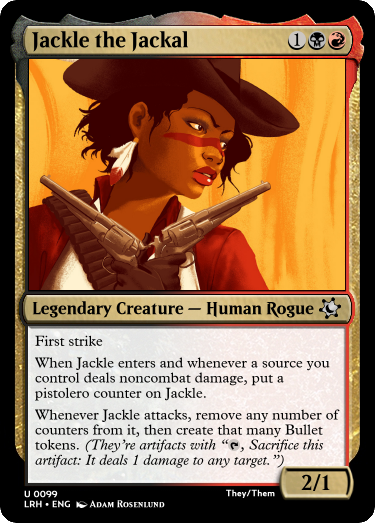 Jackle the Jackal 1
Legendary Creature — Human Rogue
First strike
When Jackle enters and whenever a source you
control deals noncombat damage, put a
pistolero counter on Jackle.
Whenever Jackle attacks, remove any number of
counters from it, then create that many Bullet
tokens. (They're artifacts with “, Sacrifice this
artifact: It deals 1 damage to any target.”)
2/1
U 0099
They/Them
LRH • ENG Adam Rosenlund